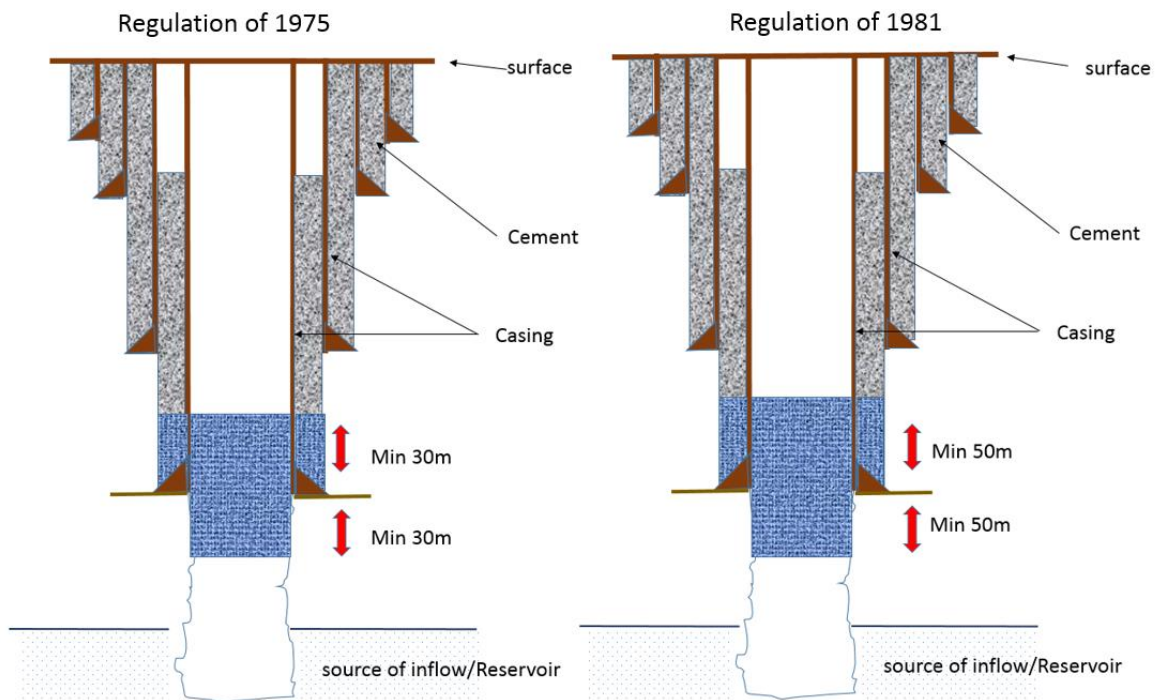 Regulation of 1975
surface
Cement
Casing
Min 30m
Min 30m
source of inflow/Reservoir
Regulation of 1981
surface
Cement
Casing
Min 50m
Min 50m
source of inflow/Reservoir